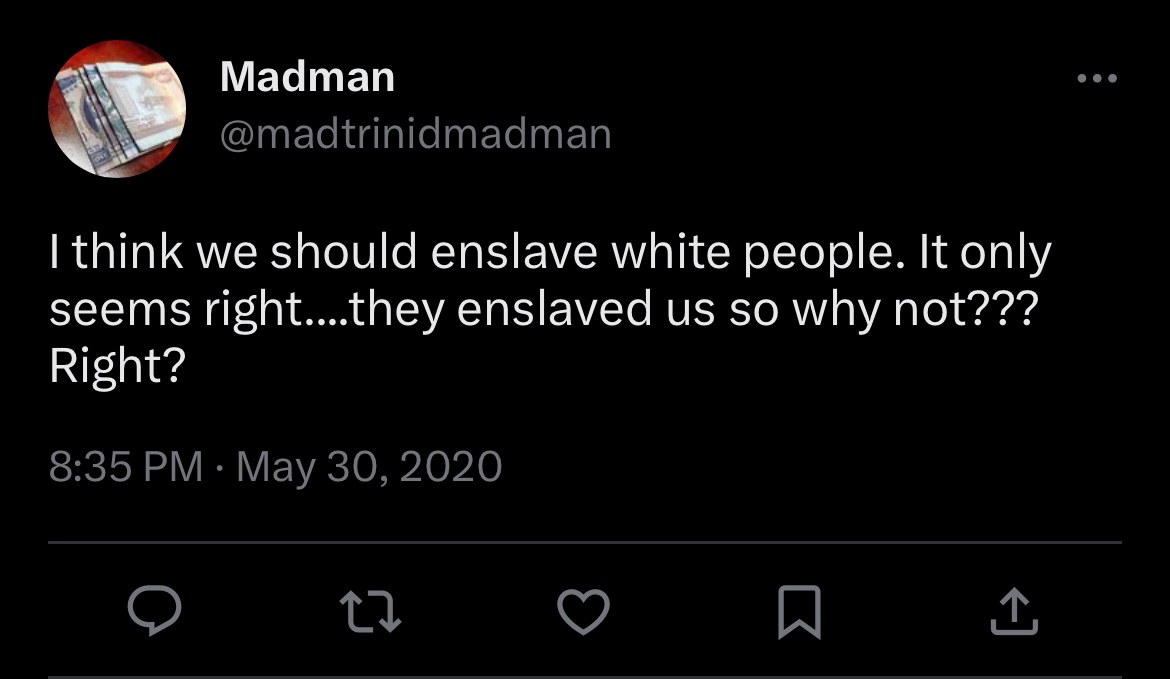 Madman
@madtrinidmadman
I think we should enslave white people. It only
seems right....they enslaved us so why not???
Right?
8:35 PM · May 30, 2020